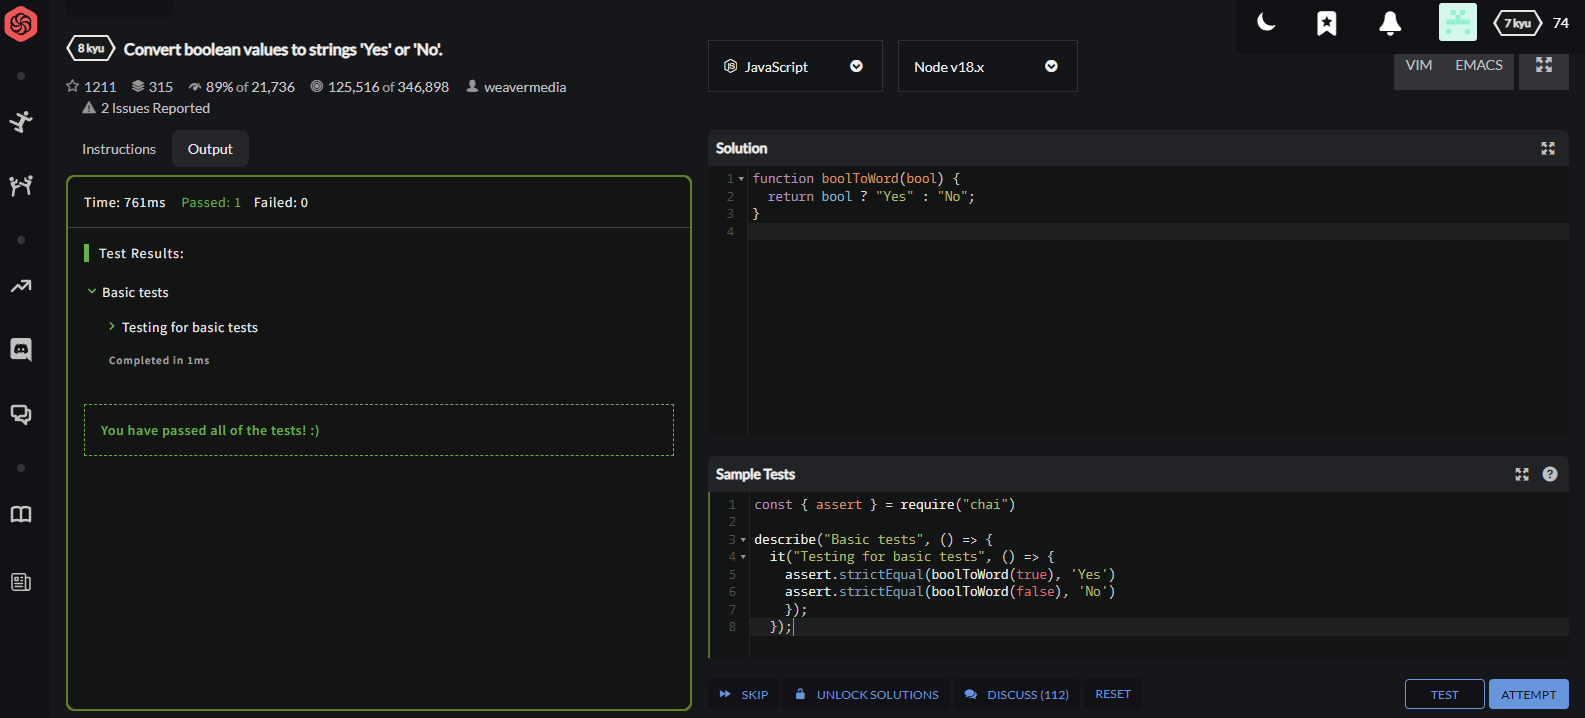 8 kyu Convert boolean values to strings 'Yes' or 'No'.
1211 315 89% of 21,736 125,516 of 346,898 weavermedia
2 Issues Reported
Instructions Output
Time: 761ms Passed: 1 Failed: 0
Test Results:
Basic tests
Testing for basic tests
Completed in 1ms
You have passed all of the tests! :)
7 kyu 74
JS JavaScript Node v18.x VIM EMACS
Solution
1 function boolToWord(bool) {
2 return bool ? "Yes" : "No";
3 }
4
Sample Tests ?
1 const { assert } = require("chai")
2
3 describe("Basic tests", () => {
4 it("Testing for basic tests", () => {
5 assert.strictEqual(boolToWord(true), 'Yes')
6 assert.strictEqual(boolToWord(false), 'No')
7 });
8 });
SKIP UNLOCK SOLUTIONS DISCUSS (112) RESET TEST ATTEMPT